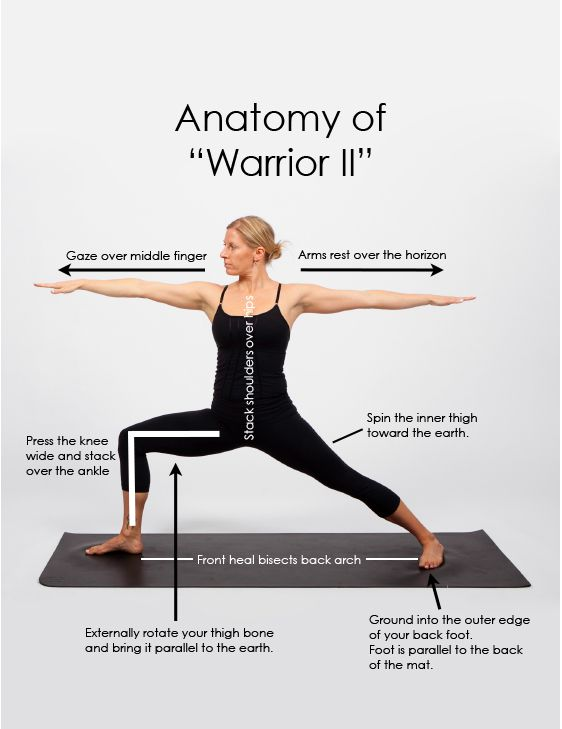 Anatomy of
“Warrior II”
Gaze over middle finger
Arms rest over the horizon
Stack shoulders over hips
Spin the inner thigh
toward the earth.
Press the knee
wide and stack
over the ankle
Front heal bisects back arch
Externally rotate your thigh bone
and bring it parallel to the earth.
Ground into the outer edge
of your back foot.
Foot is parallel to the back
of the mat.